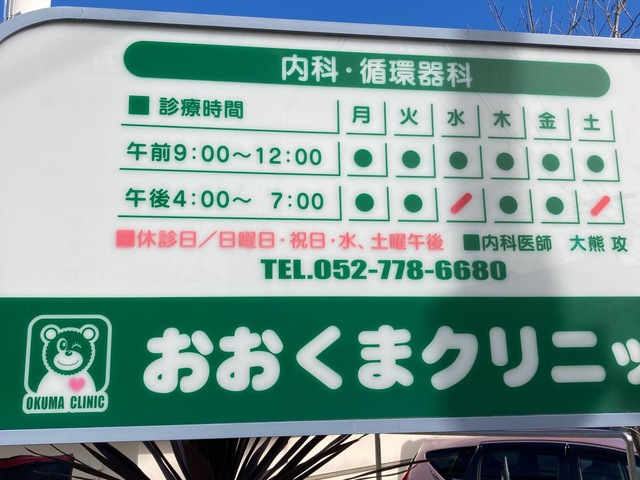 内科・循環器科
■ 診療時間 月 火 水 木 金 土
午前9:00～12:00 ● ● ● ● ● ●
午後4:00～ 7:00 ● ● / ● ● /
■休診日／日曜日・祝日・水、土曜午後 ■内科医師 大熊 攻
TEL.052-778-6680
おおくまクリニッ
OKUMA CLINIC